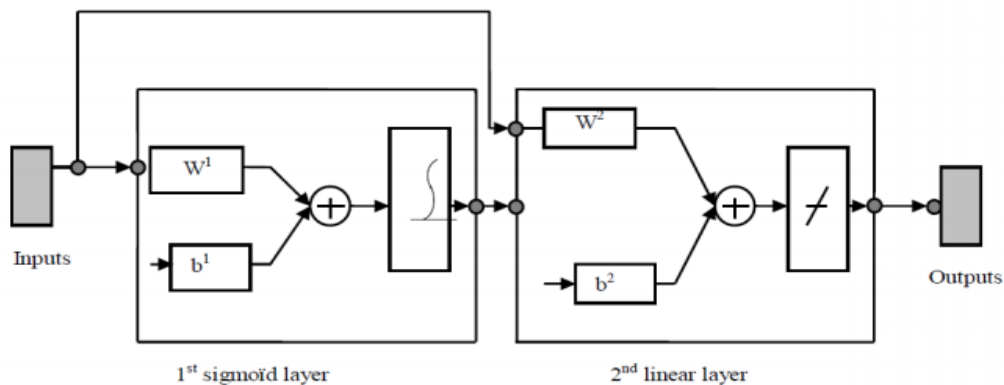 W²
W¹
b¹
b²
Inputs
Outputs
1st sigmoïd layer
2nd linear layer